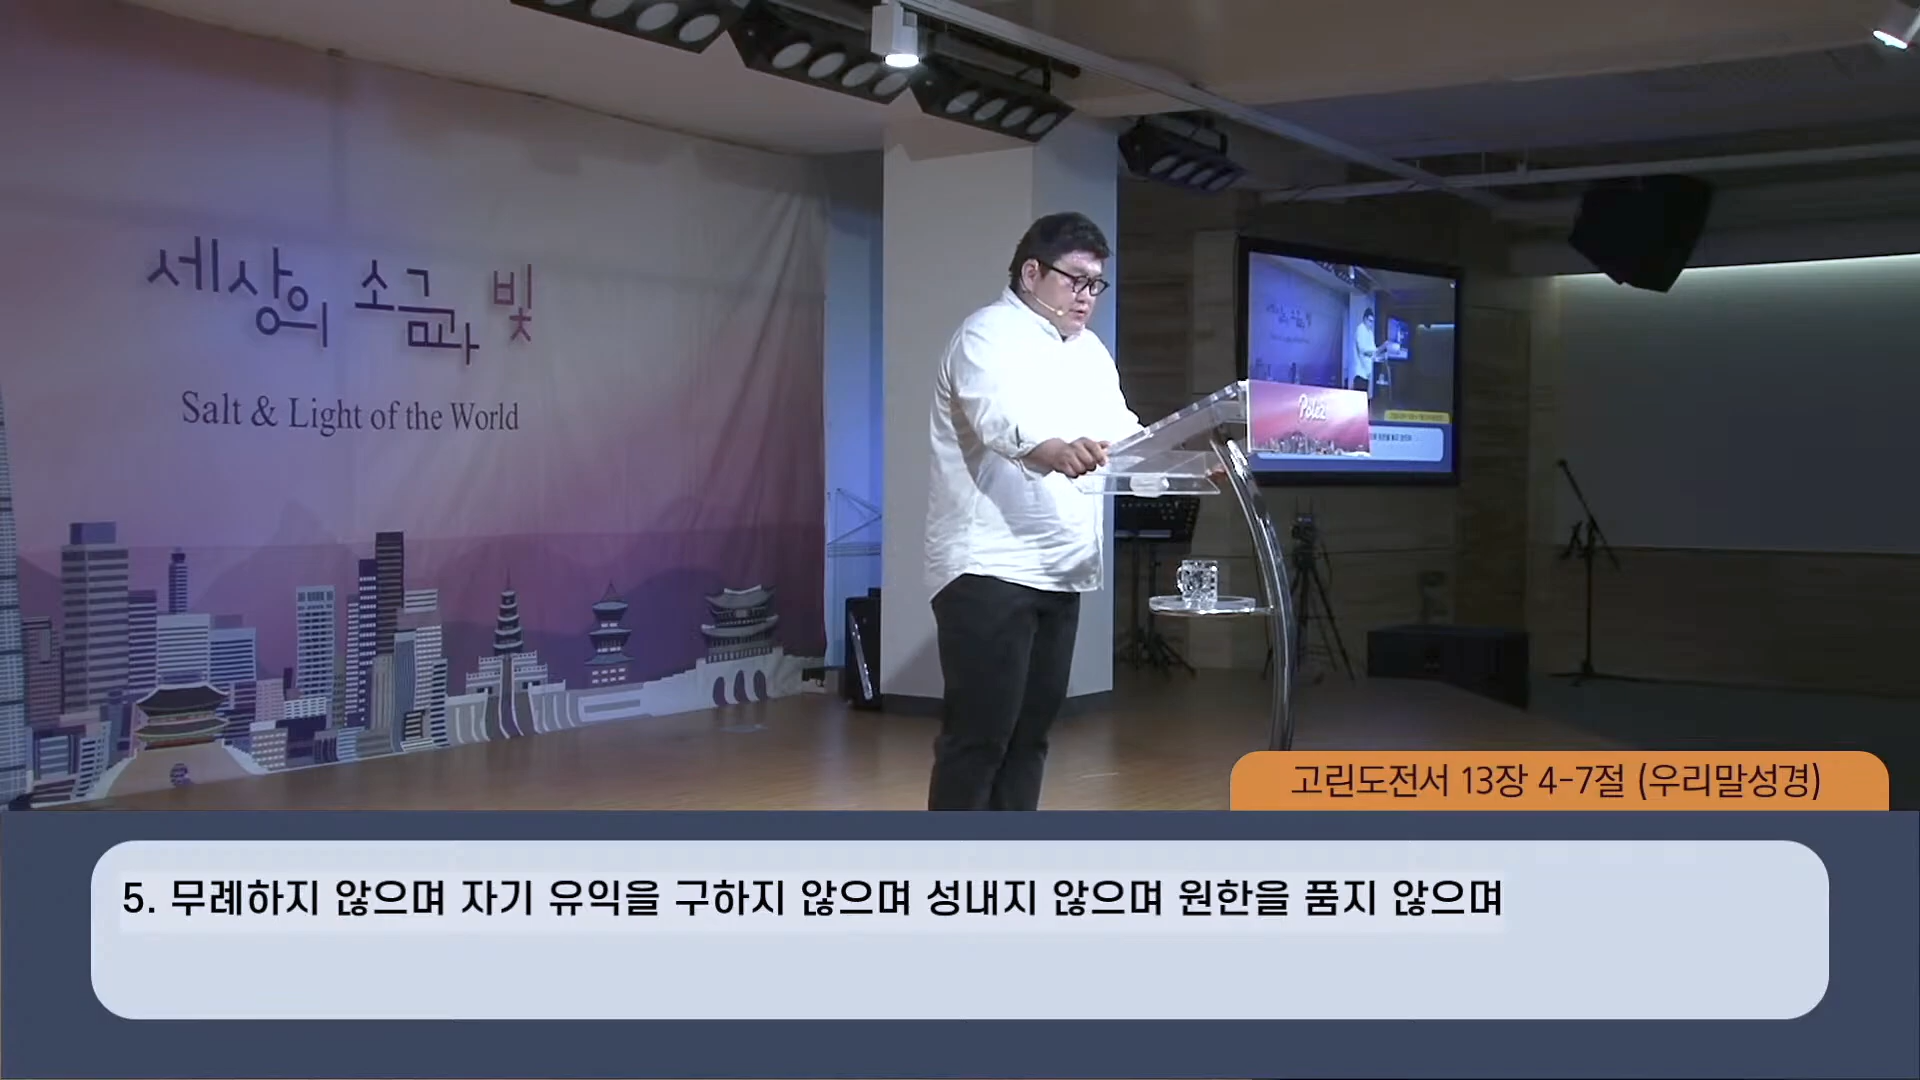 세상의 소금과 빛
Salt & Light of the World
고린도전서 13장 4-7절 (우리말성경)
5. 무례하지 않으며 자기 유익을 구하지 않으며 성내지 않으며 원한을 품지 않으며